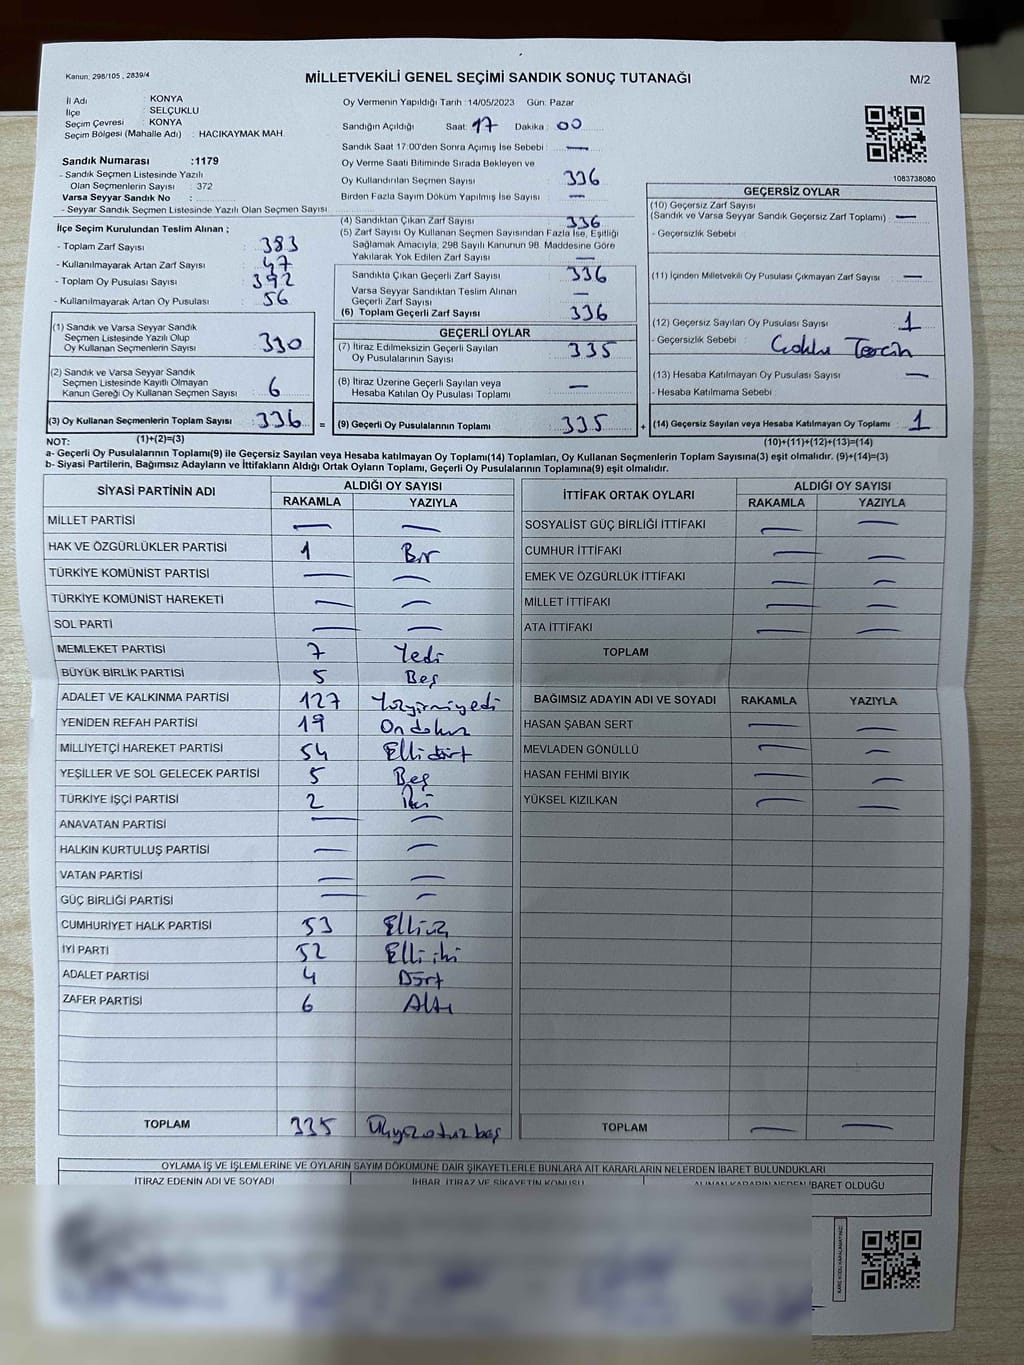 Kanun: 298/105 , 2839/4
MİLLETVEKİLİ GENEL SEÇİMİ SANDIK SONUÇ TUTANAĞI
M/2
İl Adı : KONYA
İlçe : SELÇUKLU
Seçim Çevresi : KONYA
Seçim Bölgesi (Mahalle Adı) : HACIKAYMAK MAH.
Sandık Numarası :1179
- Sandık Seçmen Listesinde Yazılı
Olan Seçmenlerin Sayısı : 372
Varsa Seyyar Sandık No :
- Seyyar Sandık Seçmen Listesinde Yazılı Olan Seçmen Sayısı
İlçe Seçim Kurulundan Teslim Alınan ;
- Toplam Zarf Sayısı : 383
- Kullanılmayarak Artan Zarf Sayısı : 47
- Toplam Oy Pusulası Sayısı : 392
- Kullanılmayarak Artan Oy Pusulası : 56
(1) Sandık ve Varsa Seyyar Sandık
Seçmen Listesinde Yazılı Olup
Oy Kullanan Seçmenlerin Sayısı : 330
(2) Sandık ve Varsa Seyyar Sandık
Seçmen Listesinde Kayıtlı Olmayan
Kanun Gereği Oy Kullanan Seçmen Sayısı : 6
(3) Oy Kullanan Seçmenlerin Toplam Sayısı : 336 =
(1)+(2)=(3)
Oy Vermenin Yapıldığı Tarih :14/05/2023 Gün: Pazar
Sandığın Açıldığı Saat: 17 Dakika : 00
Sandık Saat 17:00'den Sonra Açımış İse Sebebi : —
Oy Verme Saati Bitiminde Sırada Bekleyen ve
Oy Kullandırılan Seçmen Sayısı : 336
Birden Fazla Sayım Döküm Yapılmış İse Sayısı : —
(4) Sandıktan Çıkan Zarf Sayısı : 336
(5) Zarf Sayısı Oy Kullanan Seçmen Sayısından Fazla İse, Eşitliği
Sağlamak Amacıyla, 298 Sayılı Kanunun 98. Maddesine Göre
Yakılarak Yok Edilen Zarf Sayısı : —
Sandıkta Çıkan Geçerli Zarf Sayısı : 336
Varsa Seyyar Sandıktan Teslim Alınan
Geçerli Zarf Sayısı : —
(6) Toplam Geçerli Zarf Sayısı : 336
GEÇERLİ OYLAR
(7) İtiraz Edilmeksizin Geçerli Sayılan
Oy Pusulalarının Sayısı : 335
(8) İtiraz Üzerine Geçerli Sayılan veya
Hesaba Katılan Oy Pusulası Toplamı : —
(9) Geçerli Oy Pusulalarının Toplamı : 335 +
1083738080
GEÇERSİZ OYLAR
(10) Geçersiz Zarf Sayısı
(Sandık ve Varsa Seyyar Sandık Geçersiz Zarf Toplamı) : —
- Geçersizlik Sebebi :
(11) İçinden Milletvekili Oy Pusulası Çıkmayan Zarf Sayısı : —
(12) Geçersiz Sayılan Oy Pusulası Sayısı : 1
- Geçersizlik Sebebi : Çoklu Tercih
(13) Hesaba Katılmayan Oy Pusulası Sayısı : —
- Hesaba Katılmama Sebebi :
(14) Geçersiz Sayılan veya Hesaba Katılmayan Oy Toplamı : 1
(10)+(11)+(12)+(13)=(14)
NOT:
a- Geçerli Oy Pusulalarının Toplamı(9) ile Geçersiz Sayılan veya Hesaba katılmayan Oy Toplamı(14) Toplamları, Oy Kullanan Seçmenlerin Toplam Sayısına(3) eşit olmalıdır. (9)+(14)=(3)
b- Siyasi Partilerin, Bağımsız Adayların ve İttifakların Aldığı Ortak Oyların Toplamı, Geçerli Oy Pusulalarının Toplamına(9) eşit olmalıdır.
SİYASİ PARTİNİN ADI ALDIĞI OY SAYISI
RAKAMLA YAZIYLA
MİLLET PARTİSİ — —
HAK VE ÖZGÜRLÜKLER PARTİSİ 1 Bir
TÜRKİYE KOMÜNİST PARTİSİ — —
TÜRKİYE KOMÜNİST HAREKETİ — —
SOL PARTİ — —
MEMLEKET PARTİSİ 7 Yedi
BÜYÜK BİRLİK PARTİSİ 5 Beş
ADALET VE KALKINMA PARTİSİ 127 Yüzyirmiyedi
YENİDEN REFAH PARTİSİ 19 Ondokuz
MİLLİYETÇİ HAREKET PARTİSİ 54 Ellidört
YEŞİLLER VE SOL GELECEK PARTİSİ 5 Beş
TÜRKİYE İŞÇİ PARTİSİ 2 İki
ANAVATAN PARTİSİ — —
HALKIN KURTULUŞ PARTİSİ — —
VATAN PARTİSİ — —
GÜÇ BİRLİĞİ PARTİSİ — —
CUMHURİYET HALK PARTİSİ 53 Elliüç
İYİ PARTİ 52 Elliiki
ADALET PARTİSİ 4 Dört
ZAFER PARTİSİ 6 Altı
TOPLAM 335 Üçyüzotuzbeş
İTTİFAK ORTAK OYLARI ALDIĞI OY SAYISI
RAKAMLA YAZIYLA
SOSYALİST GÜÇ BİRLİĞİ İTTİFAKI — —
CUMHUR İTTİFAKI — —
EMEK VE ÖZGÜRLÜK İTTİFAKI — —
MİLLET İTTİFAKI — —
ATA İTTİFAKI — —
TOPLAM
BAĞIMSIZ ADAYIN ADI VE SOYADI RAKAMLA YAZIYLA
HASAN ŞABAN SERT — —
MEVLADEN GÖNÜLLÜ — —
HASAN FEHMİ BIYIK — —
YÜKSEL KIZILKAN — —
TOPLAM — —
OYLAMA İŞ VE İŞLEMLERİNE VE OYLARIN SAYIM DÖKÜMÜNE DAİR ŞİKAYETLERLE BUNLARA AİT KARARLARIN NELERDEN İBARET BULUNDUKLARI
İTİRAZ EDENİN ADI VE SOYADI İHBAR, İTİRAZ VE ŞİKAYETİN KONUSU ALINAN KARARIN NEDEN İBARET OLDUĞU
KARE KODU KARALAMAYINIZ!